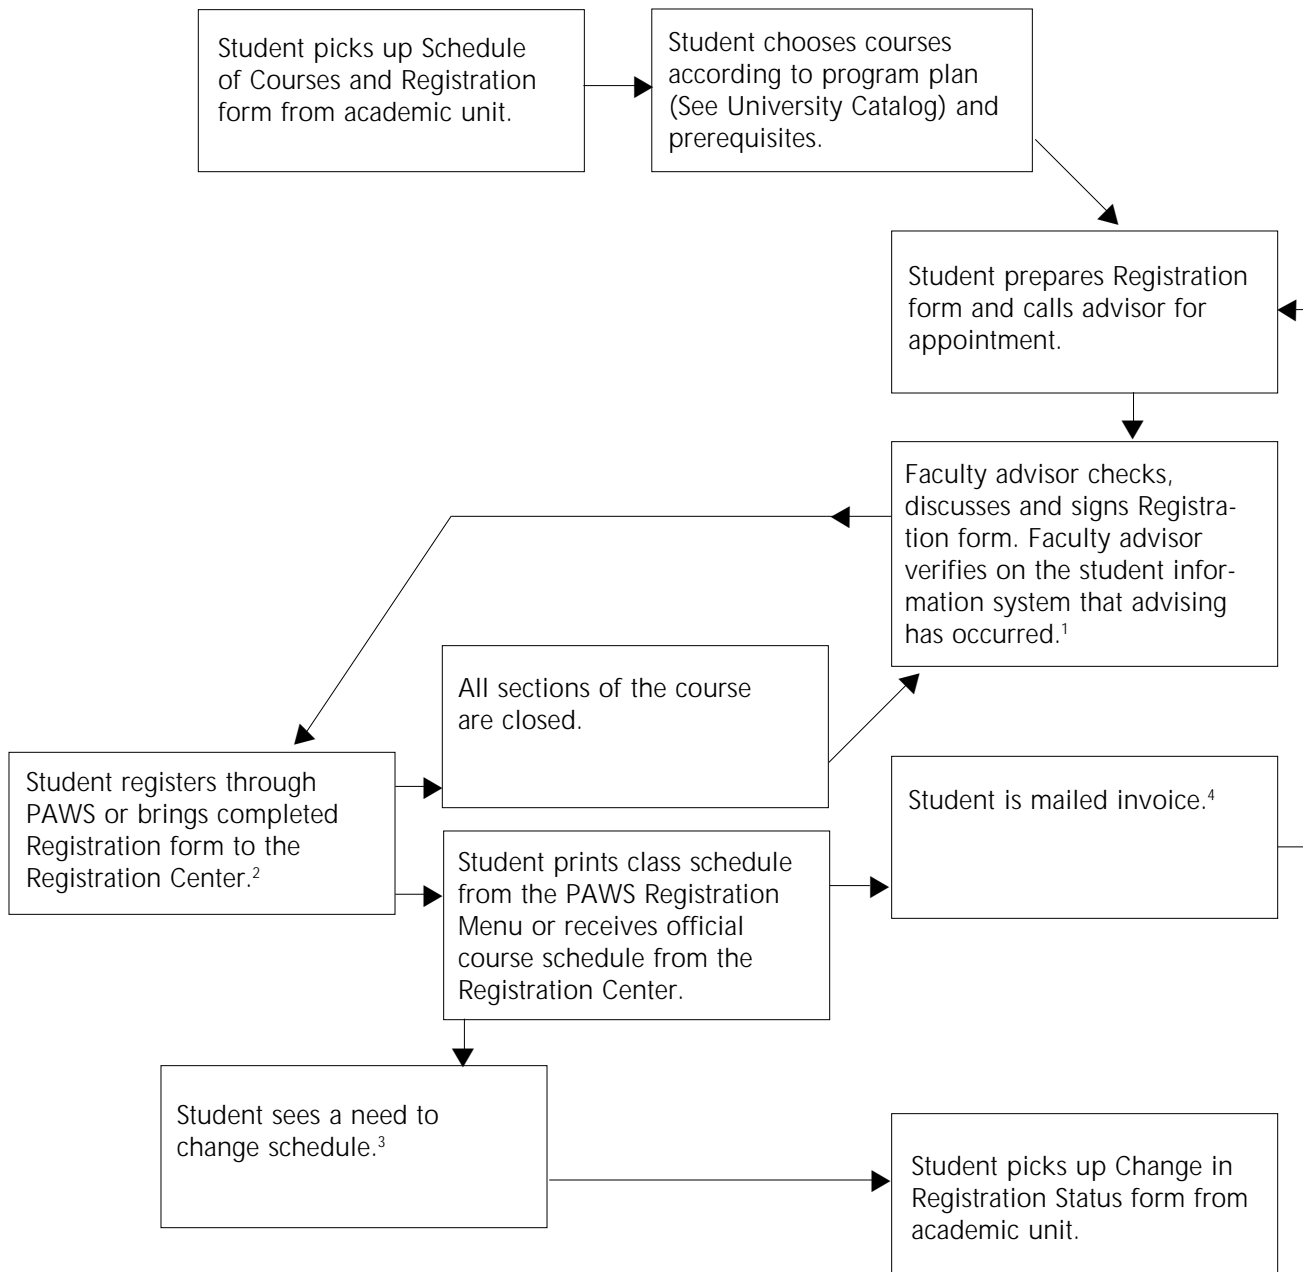 Student picks up Schedule
of Courses and Registration
form from academic unit.
Student chooses courses
according to program plan
(See University Catalog) and
prerequisites.
Student prepares Registration
form and calls advisor for
appointment.
Faculty advisor checks,
discusses and signs Registra-
tion form. Faculty advisor
verifies on the student infor-
mation system that advising
has occurred.¹
All sections of the course
are closed.
Student registers through
PAWS or brings completed
Registration form to the
Registration Center.²
Student is mailed invoice.⁴
Student prints class schedule
from the PAWS Registration
Menu or receives official
course schedule from the
Registration Center.
Student sees a need to
change schedule.³
Student picks up Change in
Registration Status form from
academic unit.